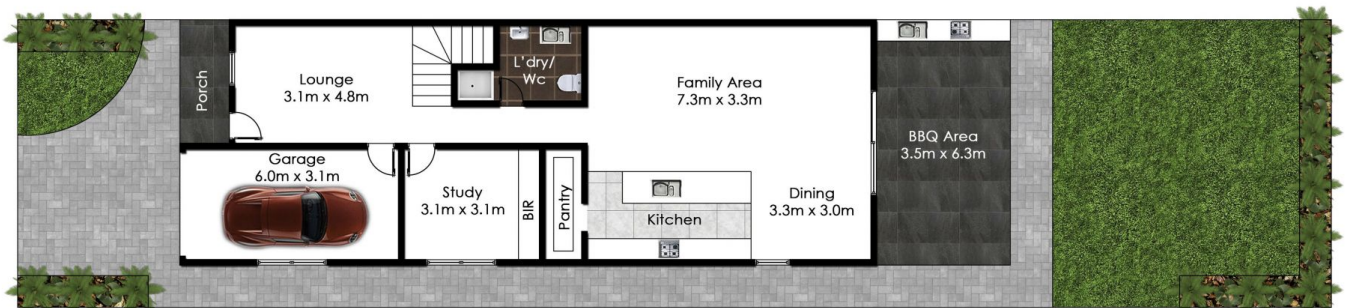 Porch
Lounge
3.1m x 4.8m
L'dry/
Wc
Family Area
7.3m x 3.3m
BBQ Area
3.5m x 6.3m
Garage
6.0m x 3.1m
Study
3.1m x 3.1m
BIR
Pantry
Kitchen
Dining
3.3m x 3.0m